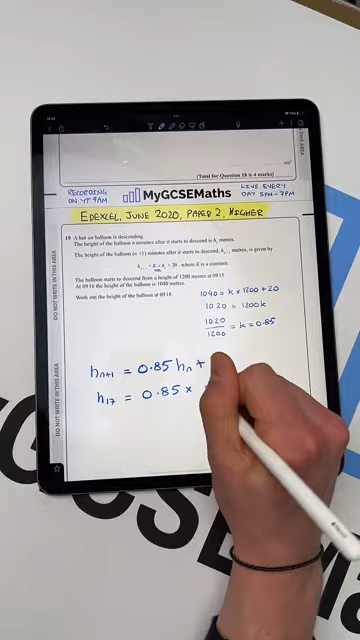 (Total for Question 18 is 4 marks)
RECORDING ON YT 9AM
MyGCSEMaths
LIVE EVERY DAY 5PM-7PM
EDEXCEL, JUNE 2020, PAPER 2, HIGHER
19 A hot air balloon is descending.
The height of the balloon n minutes after it starts to descend is hₙ metres.
The height of the balloon (n + 1) minutes after it starts to descend, hₙ₊₁ metres, is given by
hₙ₊₁ = K × hₙ + 20 where K is a constant.
The balloon starts to descend from a height of 1200 metres at 09 15
At 09 16 the height of the balloon is 1040 metres.
Work out the height of the balloon at 09 18
1040 = k × 1200 + 20
1020 = 1200k
1020/1200 = k = 0.85
hₙ₊₁ = 0.85 hₙ +
h₁₇ = 0.85 ×
DO NOT WRITE IN THIS AREA
DO NOT WRITE IN THIS AREA